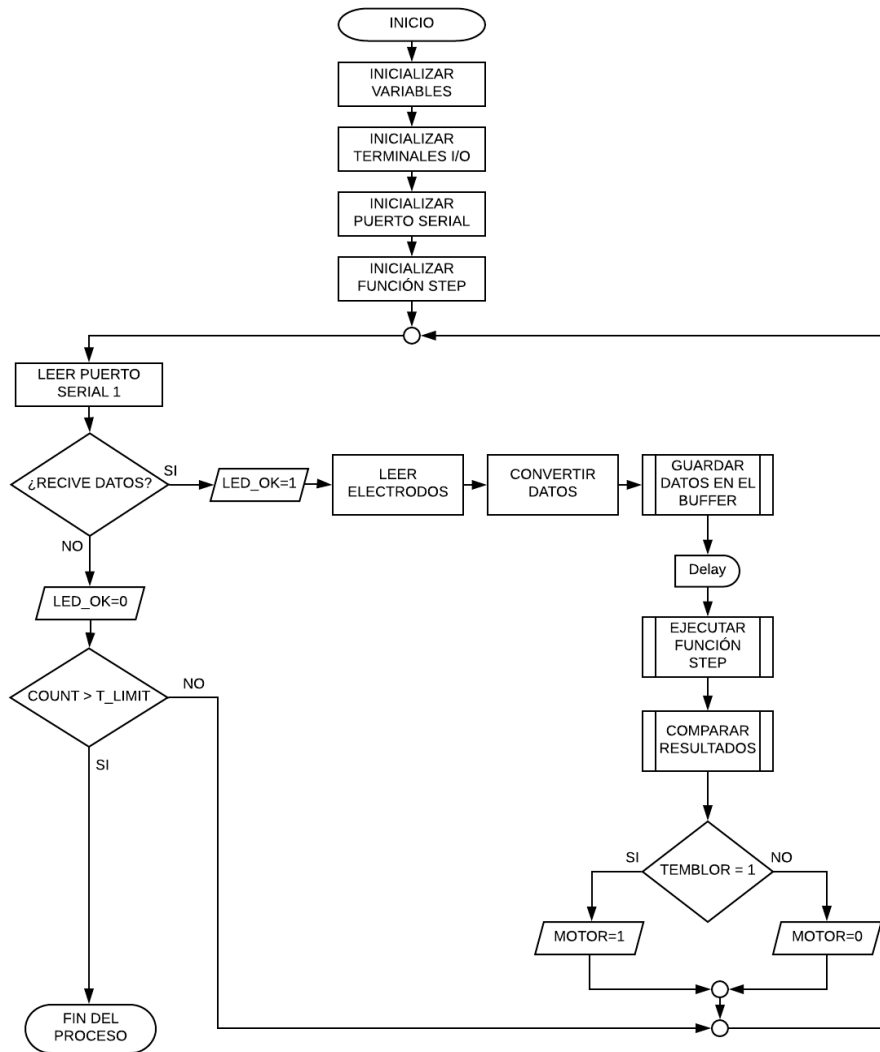 INICIO
INICIALIZAR
VARIABLES
INICIALIZAR
TERMINALES I/O
INICIALIZAR
PUERTO SERIAL
INICIALIZAR
FUNCIÓN STEP
LEER PUERTO
SERIAL 1
¿RECIVE DATOS?
SI
LED_OK=1
LEER
ELECTRODOS
CONVERTIR
DATOS
GUARDAR
DATOS EN EL
BUFFER
NO
Delay
LED_OK=0
EJECUTAR
FUNCIÓN
STEP
COUNT > T_LIMIT
NO
SI
COMPARAR
RESULTADOS
TEMBLOR = 1
SI
NO
MOTOR=1
MOTOR=0
FIN DEL
PROCESO